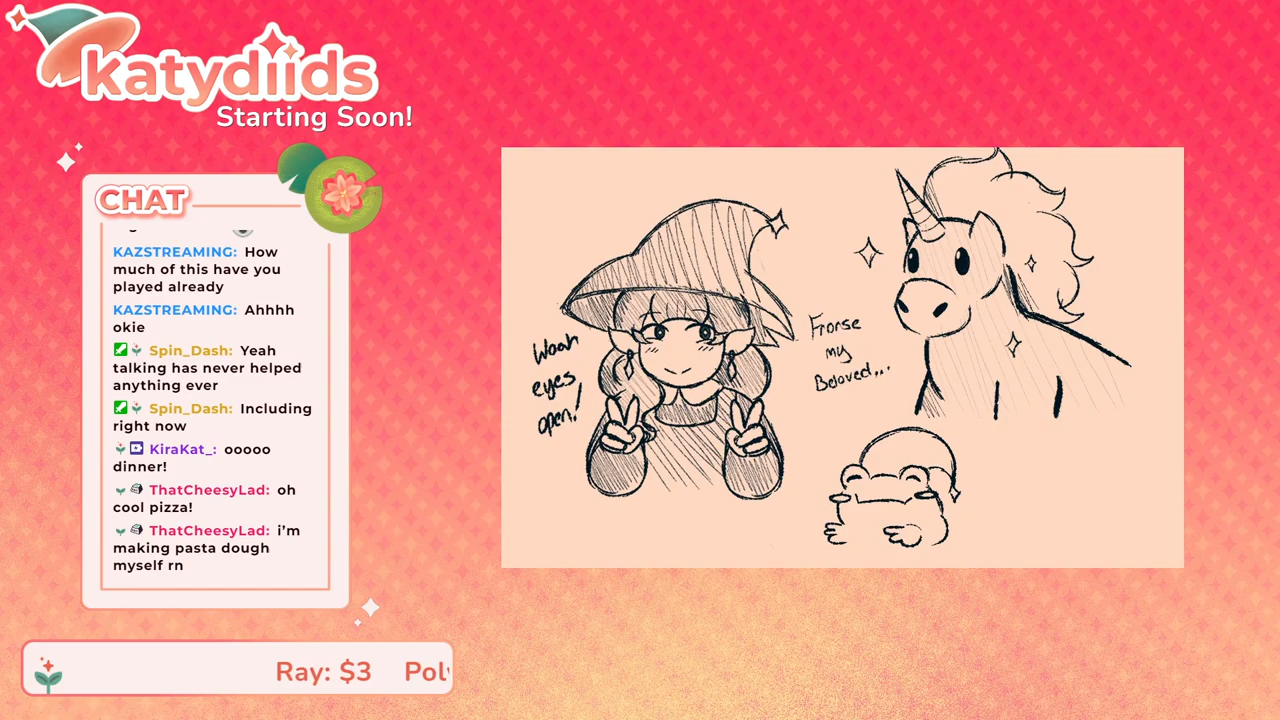 Katydiids
Starting Soon!
CHAT
KAZSTREAMING: How
much of this have you
played already
KAZSTREAMING: Ahhhh
okie
Spin_Dash: Yeah
talking has never helped
anything ever
Spin_Dash: Including
right now
KiraKat_: ooooo
dinner!
ThatCheesyLad: oh
cool pizza!
ThatCheesyLad: i'm
making pasta dough
myself rn
Woah
eyes
open!
Fronse
my
Beloved...
Ray: $3 Pol